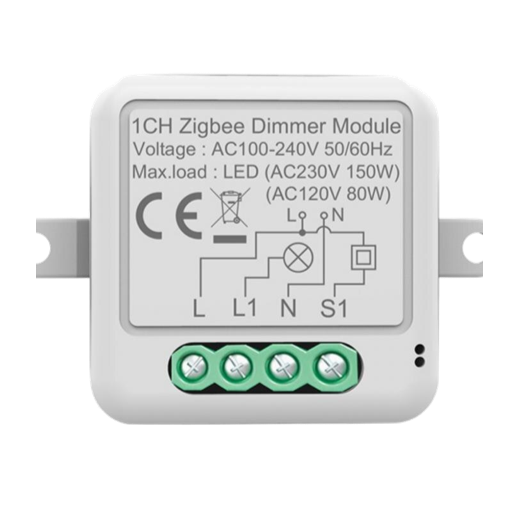 1CH Zigbee Dimmer Module
Voltage : AC100-240V 50/60Hz
Max.load : LED (AC230V 150W)
(AC120V 80W)
CE
L N
L L1 N S1